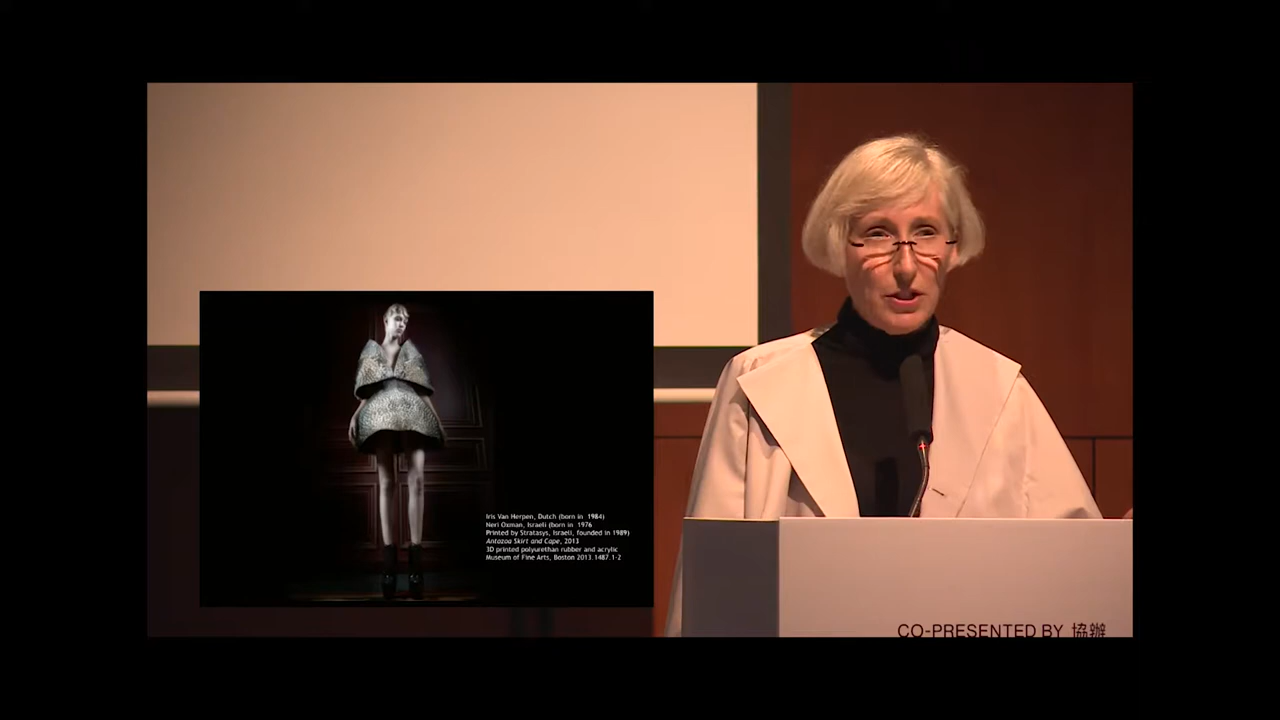 Iris Van Herpen, Dutch (born in 1984)
Neri Oxman, Israeli (born in 1976
Printed by Stratasys, Israeli, founded in 1989)
Antozoa Skirt and Cape, 2013
3D printed polyurethan rubber and acrylic
Museum of Fine Arts, Boston 2013.1487.1-2
CO-PRESENTED BY 協辦